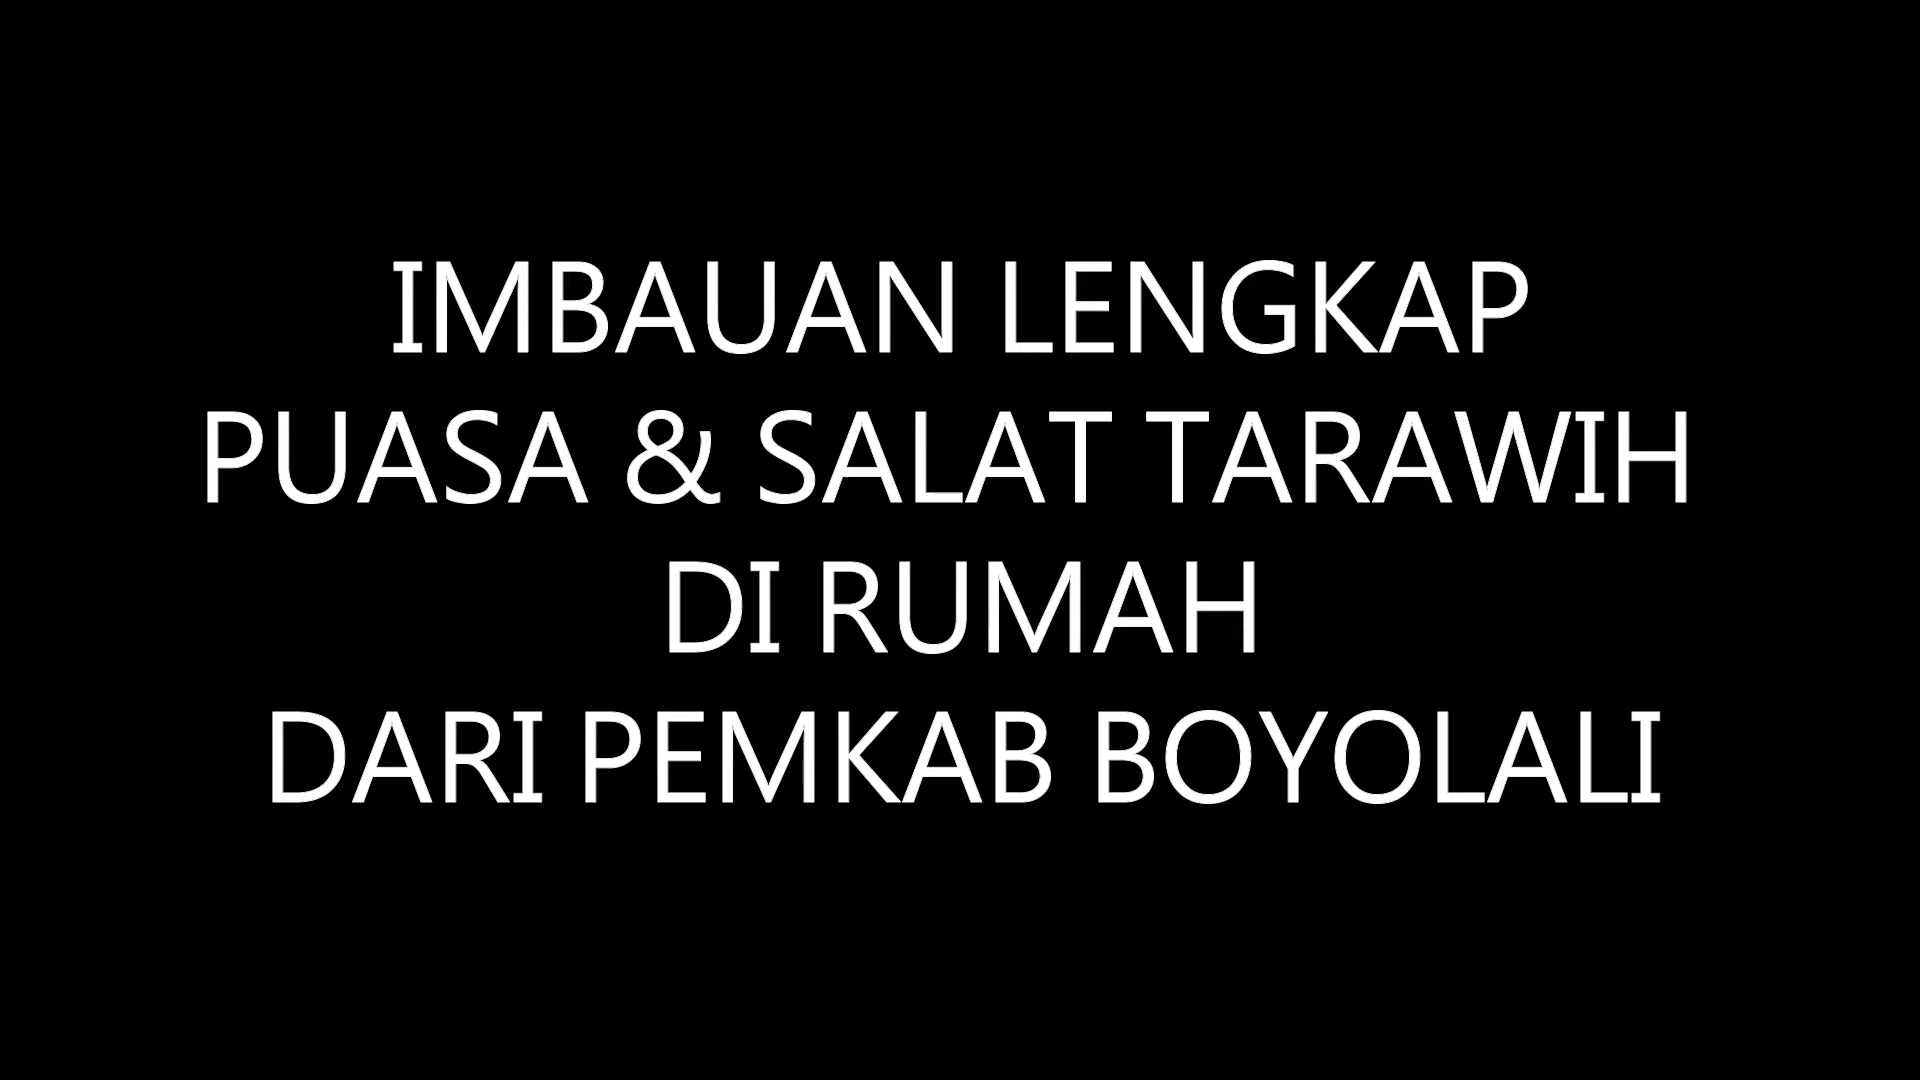 IMBAUAN LENGKAP
PUASA & SALAT TARAWIH
DI RUMAH
DARI PEMKAB BOYOLALI